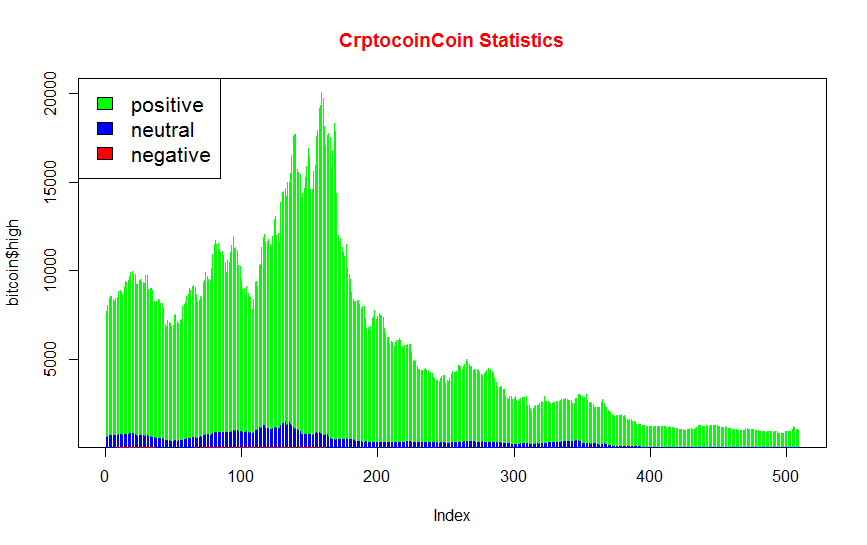 CrptocoinCoin Statistics
positive
neutral
negative
bitcoin$high
20000
15000
10000
5000
0 100 200 300 400 500
Index